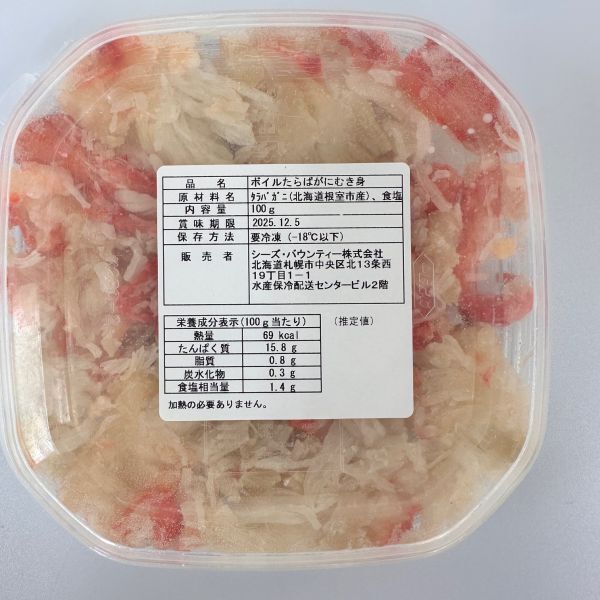 品名 ボイルたらばがにむき身
原材料名 タラバガニ(北海道根室市産)、食塩
内容量 100g
賞味期限 2025.12.5
保存方法 要冷凍 (-18℃以下)
販売者 シーズ・バウンティー株式会社
北海道札幌市中央区北13条西
19丁目1-1
水産保冷配送センタービル2階
栄養成分表示(100g当たり) (推定値)
熱量 69 kcal
たんぱく質 15.8g
脂質 0.8g
炭水化物 0.3g
食塩相当量 1.4g
加熱の必要ありません。